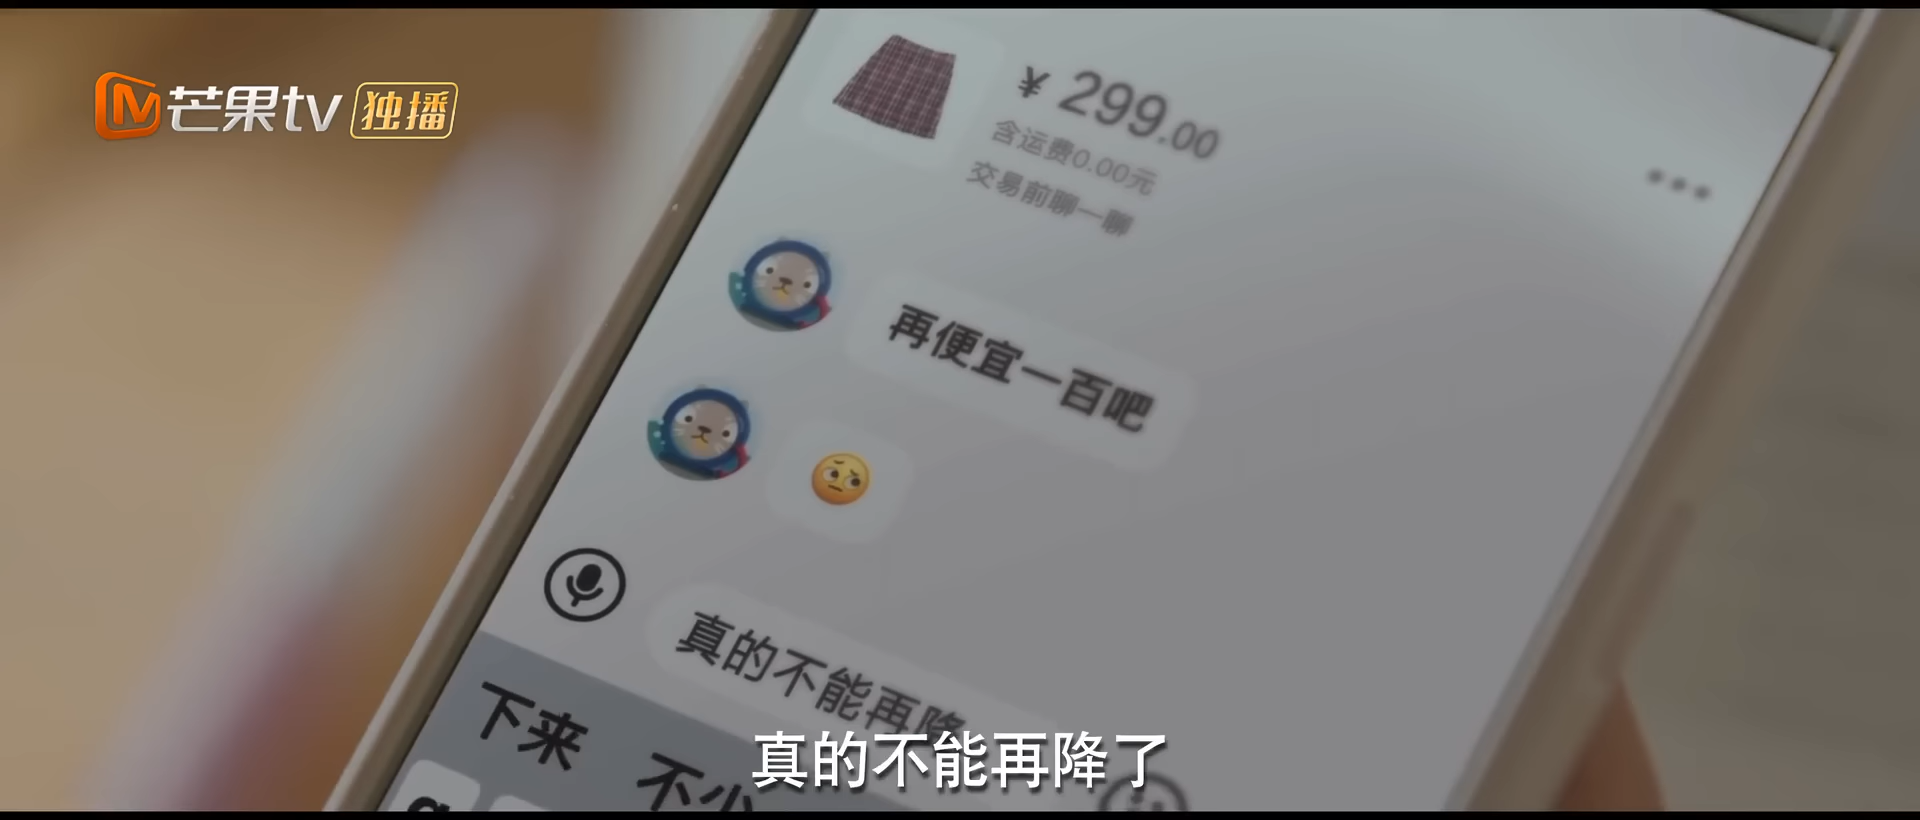 芒果tv 独播
¥ 299.00
含运费0.00元
交易前聊一聊
再便宜一百吧
真的不能再降
下来 不少
真的不能再降了